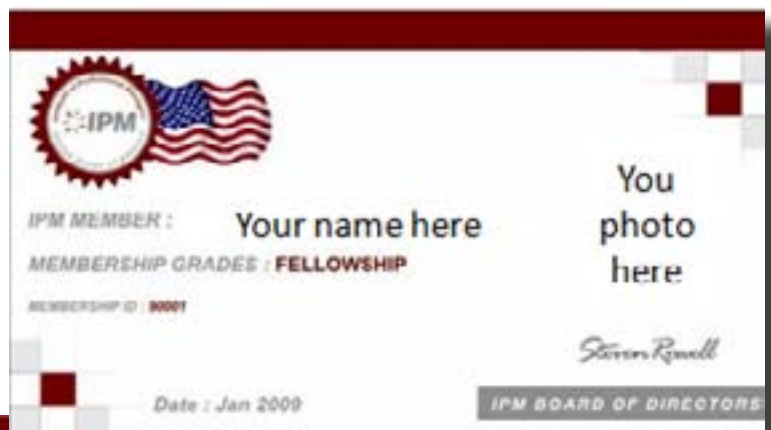 IPM
You
photo
here
IPM MEMBER : Your name here
MEMBERSHIP GRADES : FELLOWSHIP
MEMBERSHIP ID : 90001
Steven Rowell
Date : Jan 2009
IPM BOARD OF DIRECTORS